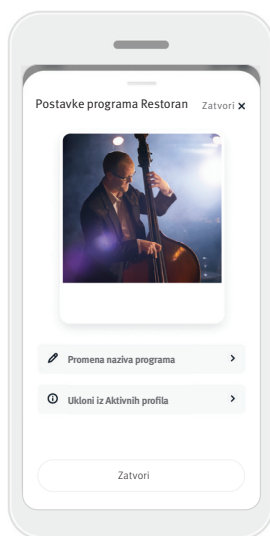 Postavke programa Restoran Zatvori ×
Promena naziva programa
Ukloni iz Aktivnih profila
Zatvori